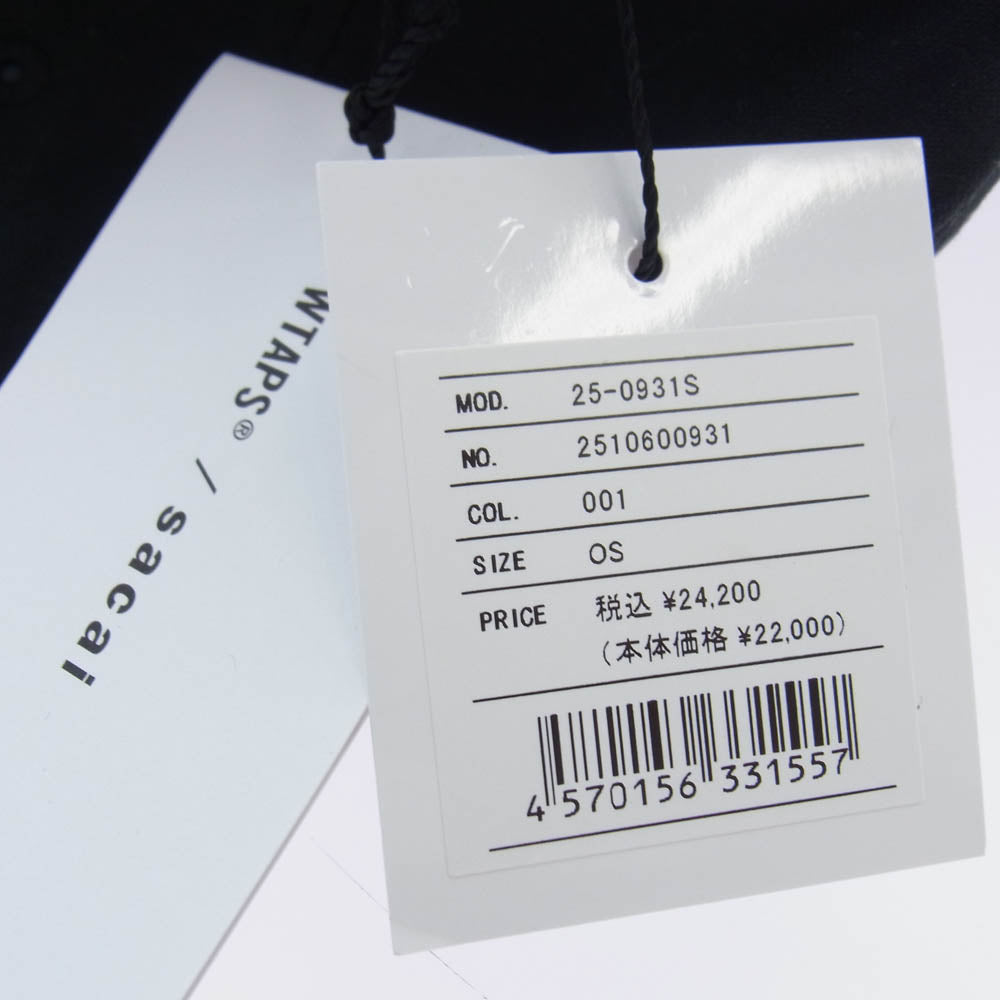 WTAPS® / sacai
MOD. 25-0931S
NO. 2510600931
COL. 001
SIZE OS
PRICE 税込 ¥24,200
(本体価格 ¥22,000)
4 570156 331557